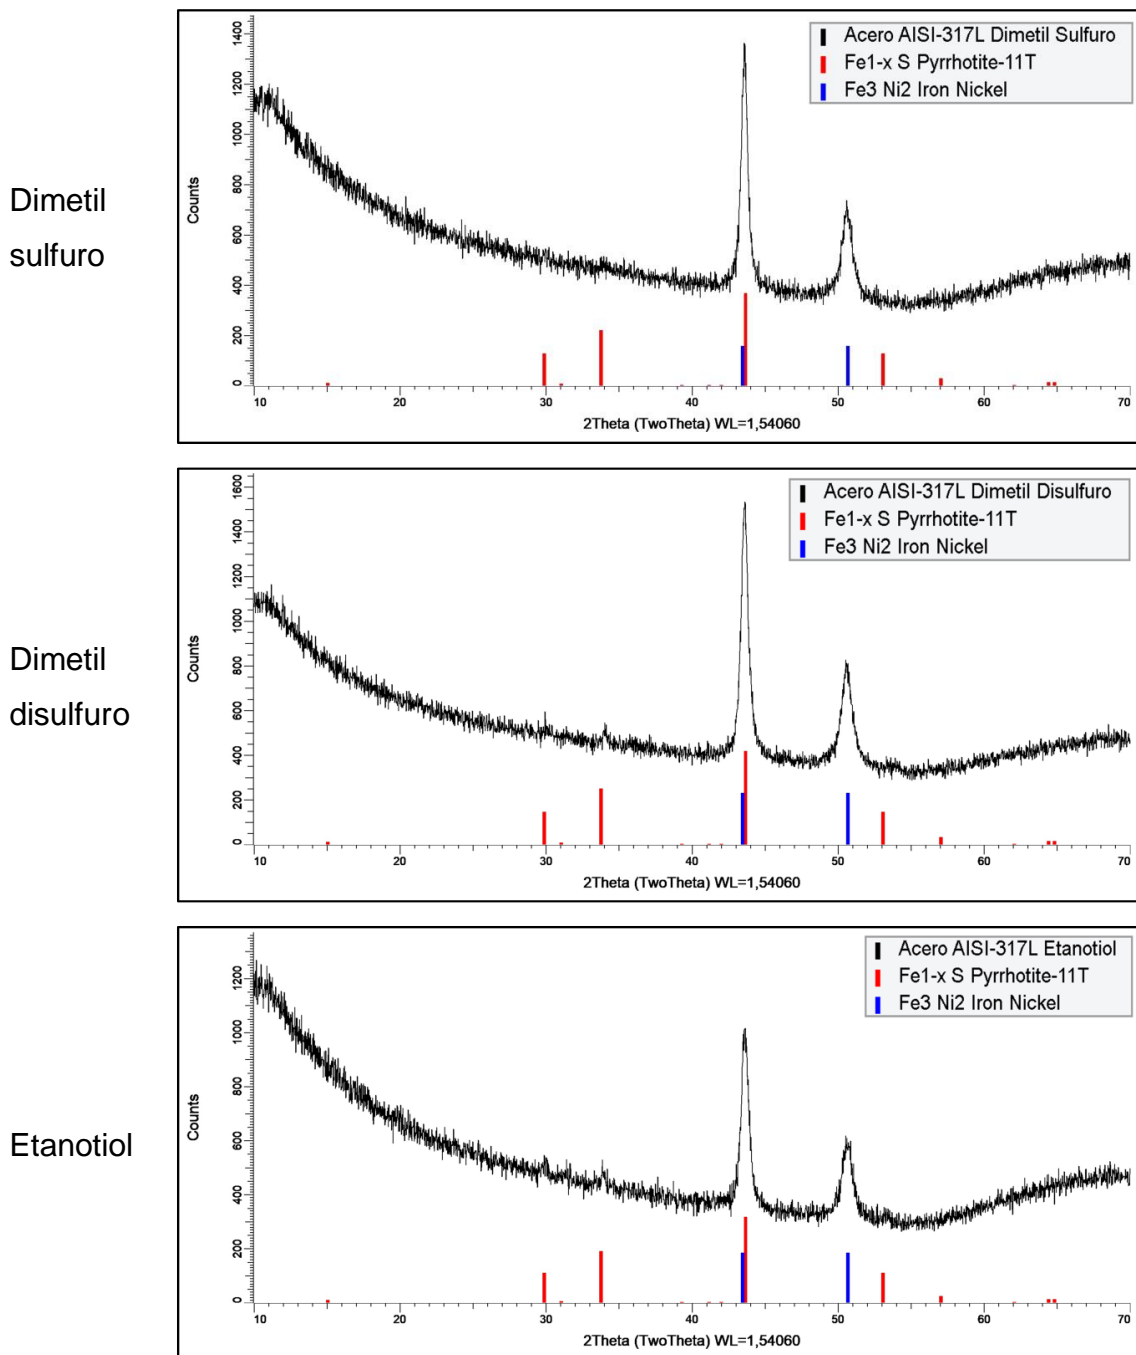 Dimetil
sulfuro
Acero AISI-317L Dimetil Sulfuro
Fe1-x S Pyrrhotite-11T
Fe3 Ni2 Iron Nickel
Counts
1400
1200
1000
800
600
400
200
0
10 20 30 40 50 60 70
2Theta (TwoTheta) WL=1,54060
Dimetil
disulfuro
Acero AISI-317L Dimetil Disulfuro
Fe1-x S Pyrrhotite-11T
Fe3 Ni2 Iron Nickel
Counts
1600
1400
1200
1000
800
600
400
200
0
10 20 30 40 50 60 70
2Theta (TwoTheta) WL=1,54060
Etanotiol
Acero AISI-317L Etanotiol
Fe1-x S Pyrrhotite-11T
Fe3 Ni2 Iron Nickel
Counts
1200
1000
800
600
400
200
0
10 20 30 40 50 60 70
2Theta (TwoTheta) WL=1,54060